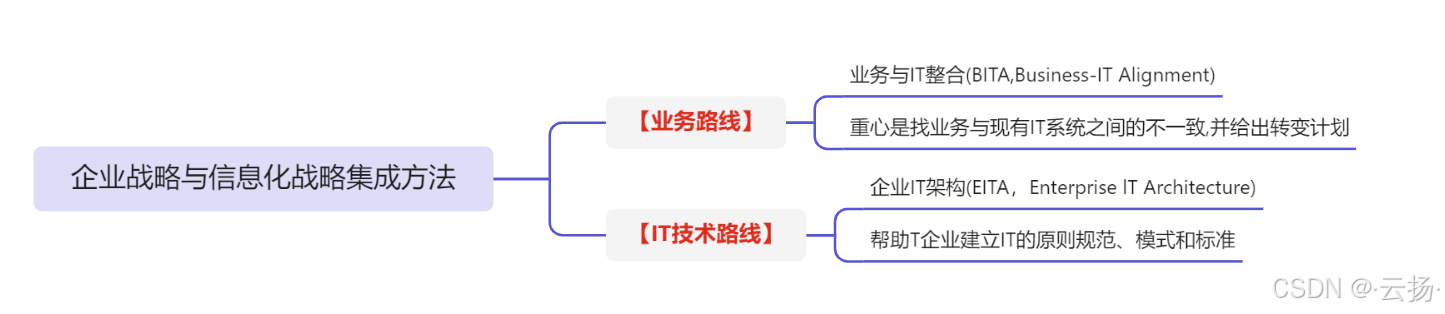 企业战略与信息化战略集成方法
【业务路线】
业务与IT整合(BITA,Business-IT Alignment)
重心是找业务与现有IT系统之间的不一致,并给出转变计划
【IT技术路线】
企业IT架构(EITA，Enterprise lT Architecture)
帮助T企业建立IT的原则规范、模式和标准
CSDN @·云扬·